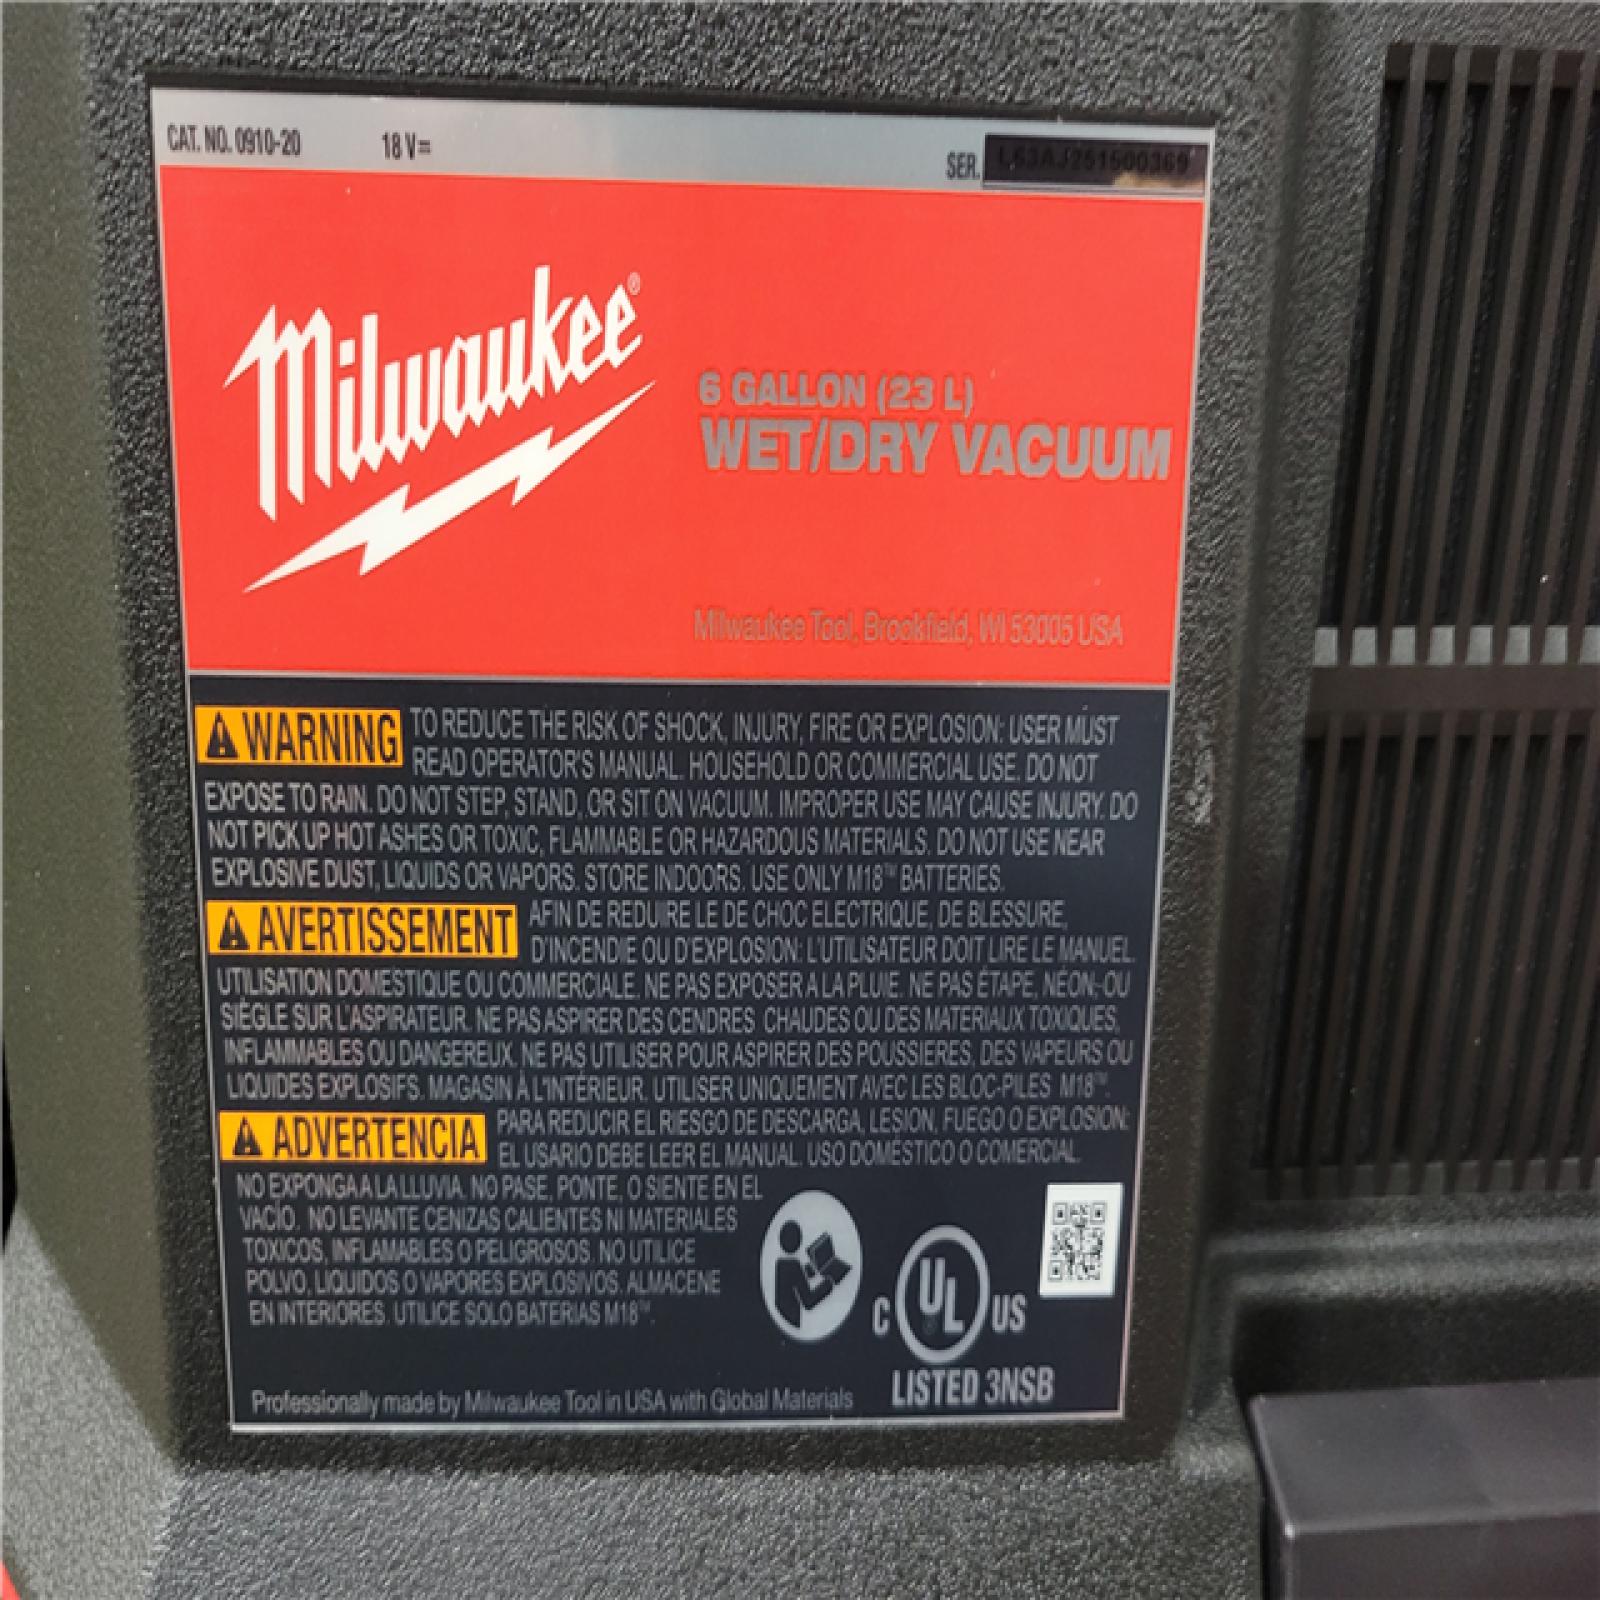 CAT. NO. 0910-20 18 V⎓ SER. L63AJ251500369
Milwaukee®
6 GALLON (23 L)
WET/DRY VACUUM
Milwaukee Tool, Brookfield, WI 53005 USA
WARNING TO REDUCE THE RISK OF SHOCK, INJURY, FIRE OR EXPLOSION: USER MUST
READ OPERATOR'S MANUAL. HOUSEHOLD OR COMMERCIAL USE. DO NOT
EXPOSE TO RAIN. DO NOT STEP, STAND, OR SIT ON VACUUM. IMPROPER USE MAY CAUSE INJURY. DO
NOT PICK UP HOT ASHES OR TOXIC, FLAMMABLE OR HAZARDOUS MATERIALS. DO NOT USE NEAR
EXPLOSIVE DUST, LIQUIDS OR VAPORS. STORE INDOORS. USE ONLY M18™ BATTERIES.
AVERTISSEMENT AFIN DE REDUIRE LE DE CHOC ELECTRIQUE, DE BLESSURE,
D'INCENDIE OU D'EXPLOSION: L'UTILISATEUR DOIT LIRE LE MANUEL.
UTILISATION DOMESTIQUE OU COMMERCIALE. NE PAS EXPOSER A LA PLUIE. NE PAS ÉTAPE, NÉON, OU
SIÈGLE SUR L'ASPIRATEUR. NE PAS ASPIRER DES CENDRES CHAUDES OU DES MATERIAUX TOXIQUES,
INFLAMMABLES OU DANGEREUX. NE PAS UTILISER POUR ASPIRER DES POUSSIERES, DES VAPEURS OU
LIQUIDES EXPLOSIFS. MAGASIN À L'INTÉRIEUR. UTILISER UNIQUEMENT AVEC LES BLOC-PILES M18™.
ADVERTENCIA PARA REDUCIR EL RIESGO DE DESCARGA, LESION, FUEGO O EXPLOSION:
EL USARIO DEBE LEER EL MANUAL. USO DOMÉSTICO O COMERCIAL.
NO EXPONGA A LA LLUVIA. NO PASE, PONTE, O SIENTE EN EL
VACÍO. NO LEVANTE CENIZAS CALIENTES NI MATERIALES
TOXICOS, INFLAMABLES O PELIGROSOS. NO UTILICE
POLVO, LIQUIDOS O VAPORES EXPLOSIVOS. ALMACENE
EN INTERIORES. UTILICE SOLO BATERIAS M18™.
C UL US
LISTED 3NSB
Professionally made by Milwaukee Tool in USA with Global Materials